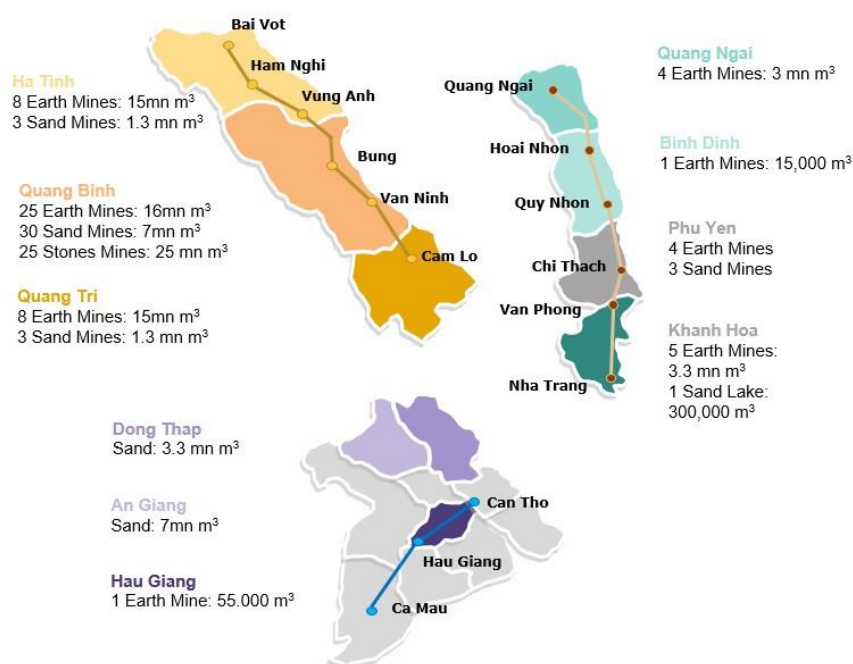 Bai Vot
Ham Nghi
Vung Anh
Bung
Van Ninh
Cam Lo
Ha Tinh
8 Earth Mines: 15mn m³
3 Sand Mines: 1.3 mn m³
Quang Binh
25 Earth Mines: 16mn m³
30 Sand Mines: 7mn m³
25 Stones Mines: 25 mn m³
Quang Tri
8 Earth Mines: 15mn m³
3 Sand Mines: 1.3 mn m³
Quang Ngai
Hoai Nhon
Quy Nhon
Chi Thach
Van Phong
Nha Trang
Quang Ngai
4 Earth Mines: 3 mn m³
Binh Dinh
1 Earth Mines: 15,000 m³
Phu Yen
4 Earth Mines
3 Sand Mines
Khanh Hoa
5 Earth Mines:
3.3 mn m³
1 Sand Lake:
300,000 m³
Dong Thap
Sand: 3.3 mn m³
An Giang
Sand: 7mn m³
Hau Giang
1 Earth Mine: 55.000 m³
Can Tho
Hau Giang
Ca Mau